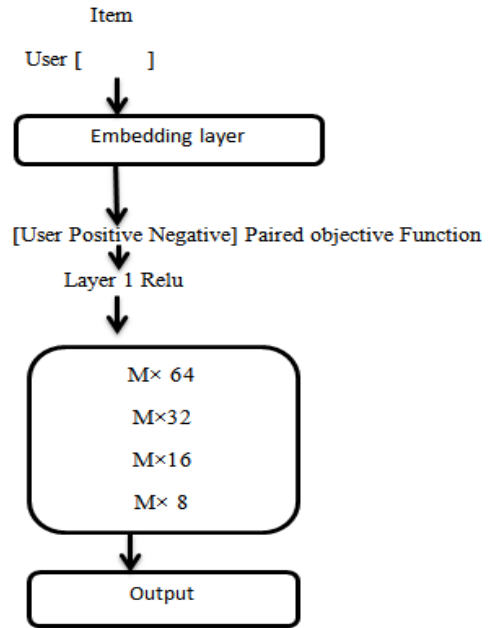 Item
User [ ]
Embedding layer
[User Positive Negative] Paired objective Function
Layer 1 Relu
M× 64
M×32
M×16
M× 8
Output